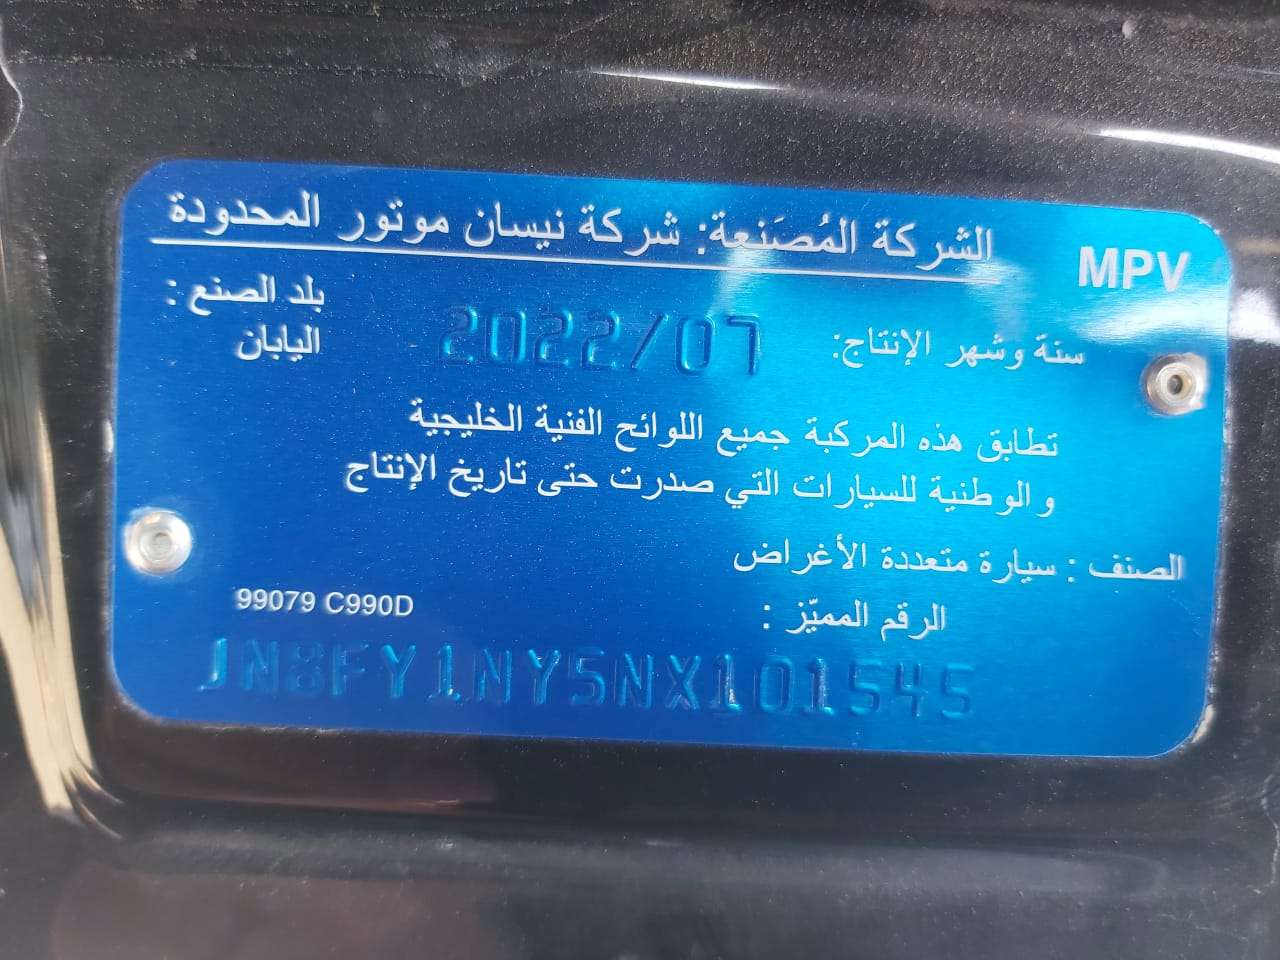 MPV
الشركة المُصَنعة: شركة نيسان موتور المحدودة
سنة وشهر الإنتاج: 2022/07
بلد الصنع :
اليابان
تطابق هذه المركبة جميع اللوائح الفنية الخليجية
والوطنية للسيارات التي صدرت حتى تاريخ الإنتاج
الصنف : سيارة متعددة الأغراض
الرقم المميّز :
99079 C990D
JN8FY1NY5NX101545